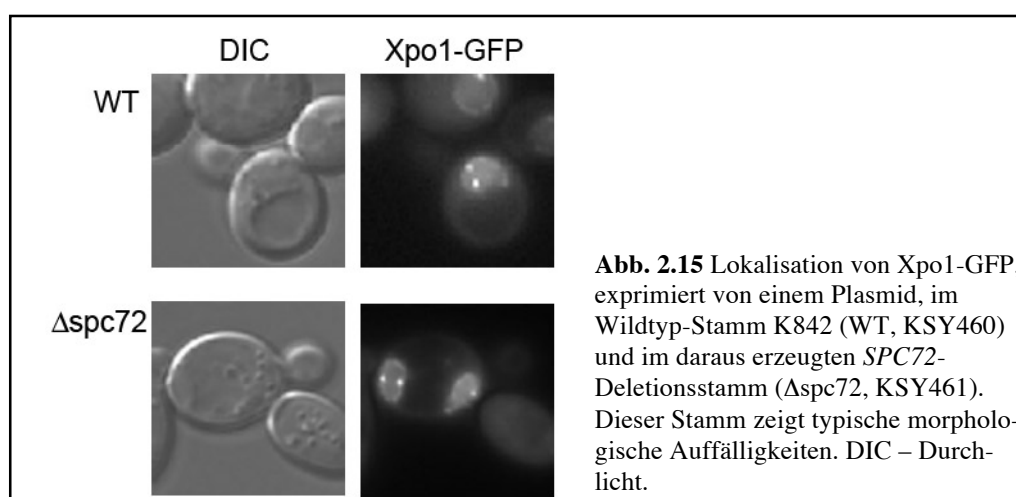 DIC Xpo1-GFP
WT
Δspc72
Abb. 2.15 Lokalisation von Xpo1-GFP,
exprimiert von einem Plasmid, im
Wildtyp-Stamm K842 (WT, KSY460)
und im daraus erzeugten SPC72-
Deletionsstamm (Δspc72, KSY461).
Dieser Stamm zeigt typische morpholo-
gische Auffälligkeiten. DIC – Durch-
licht.